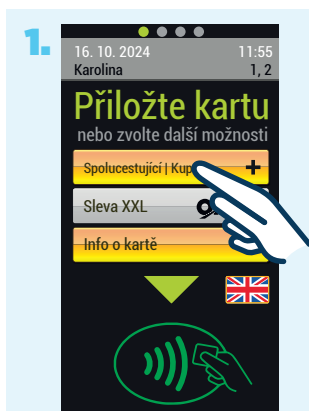 1.
16. 10. 2024 11:55
Karolina 1, 2
Přiložte kartu
nebo zvolte další možnosti
Spolucestující | Kup +
Sleva XXL
Info o kartě